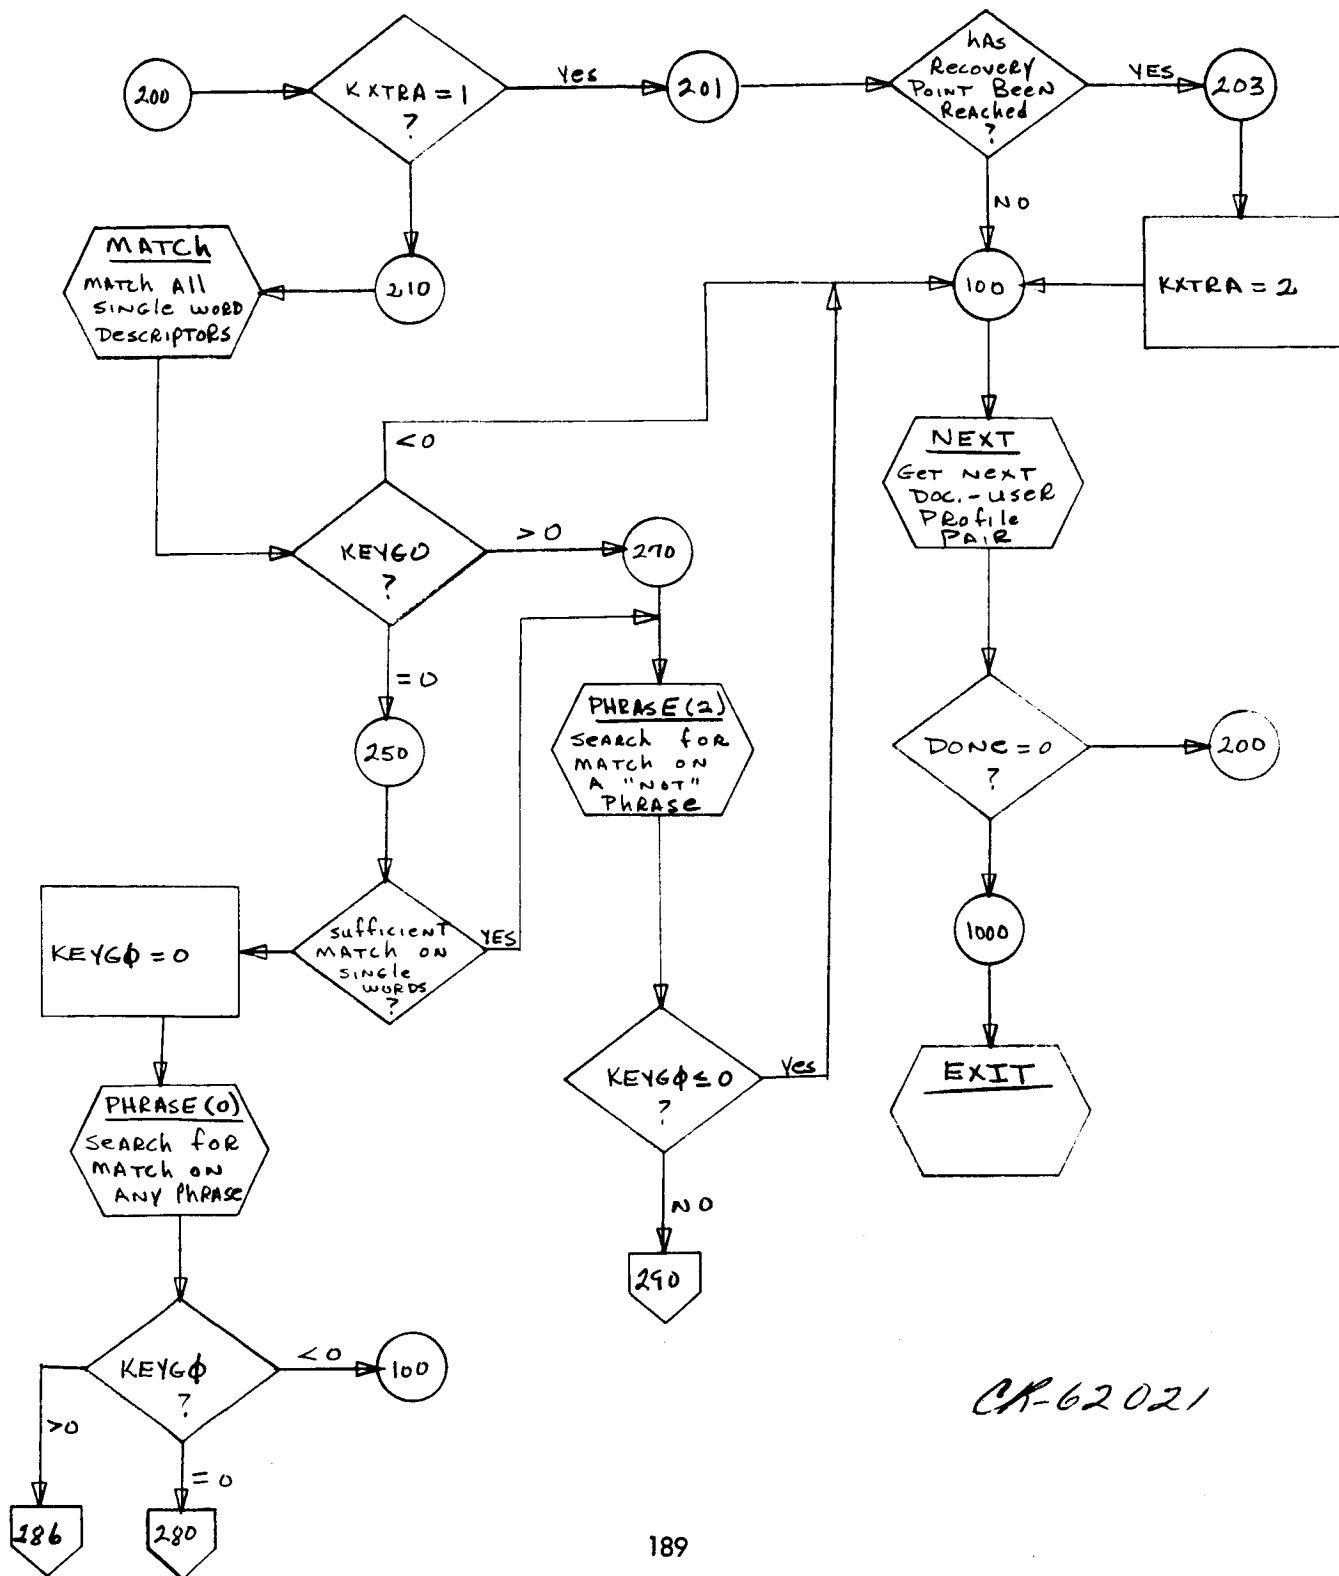 200
KXTRA = 1
?
Yes
201
hAs
Recovery
Point Been
Reached
?
YES
203
NO
KXTRA = 2
100
210
MATCh
MATCh All
SINGle WORD
DescRIPTORS
<0
KEYGO
?
>0
270
= 0
250
SufficieNT
MATCH ON
SINGle
WORDS
?
YES
KEYGϕ = 0
PHRASE (0)
SeARCh foR
MATCh ON
ANY PhRASe
KEYGϕ
?
<0
100
>0
286
= 0
280
PHRASE (2)
SeARCh foR
MATCH ON
A "NOT"
PhRASe
KEYGϕ ≤ 0
?
Yes
NO
290
NEXT
GeT NexT
DOC.-useR
PRofile
PAIR
DONe = 0
?
200
1000
EXIT
CR-62021
189